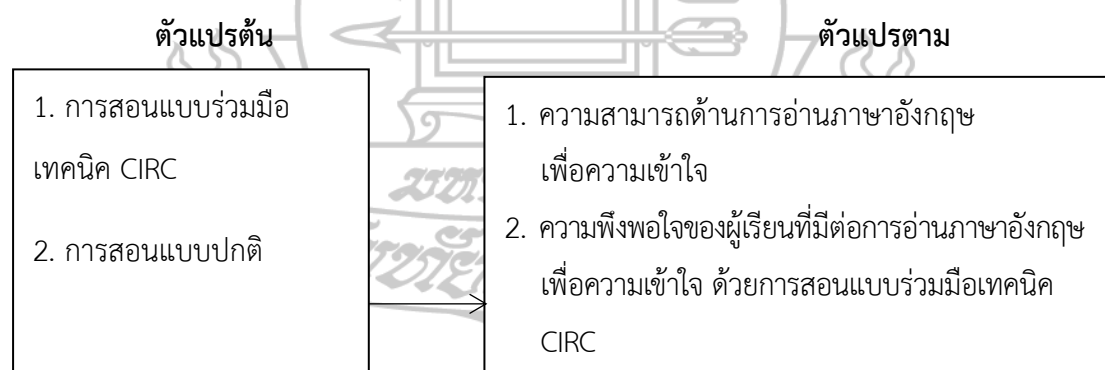 ตัวแปรต้น
ตัวแปรตาม
1. การสอนแบบร่วมมือ
เทคนิค CIRC
2. การสอนแบบปกติ
1. ความสามารถด้านการอ่านภาษาอังกฤษ
เพื่อความเข้าใจ
2. ความพึงพอใจของผู้เรียนที่มีต่อการอ่านภาษาอังกฤษ
เพื่อความเข้าใจ ด้วยการสอนแบบร่วมมือเทคนิค
CIRC